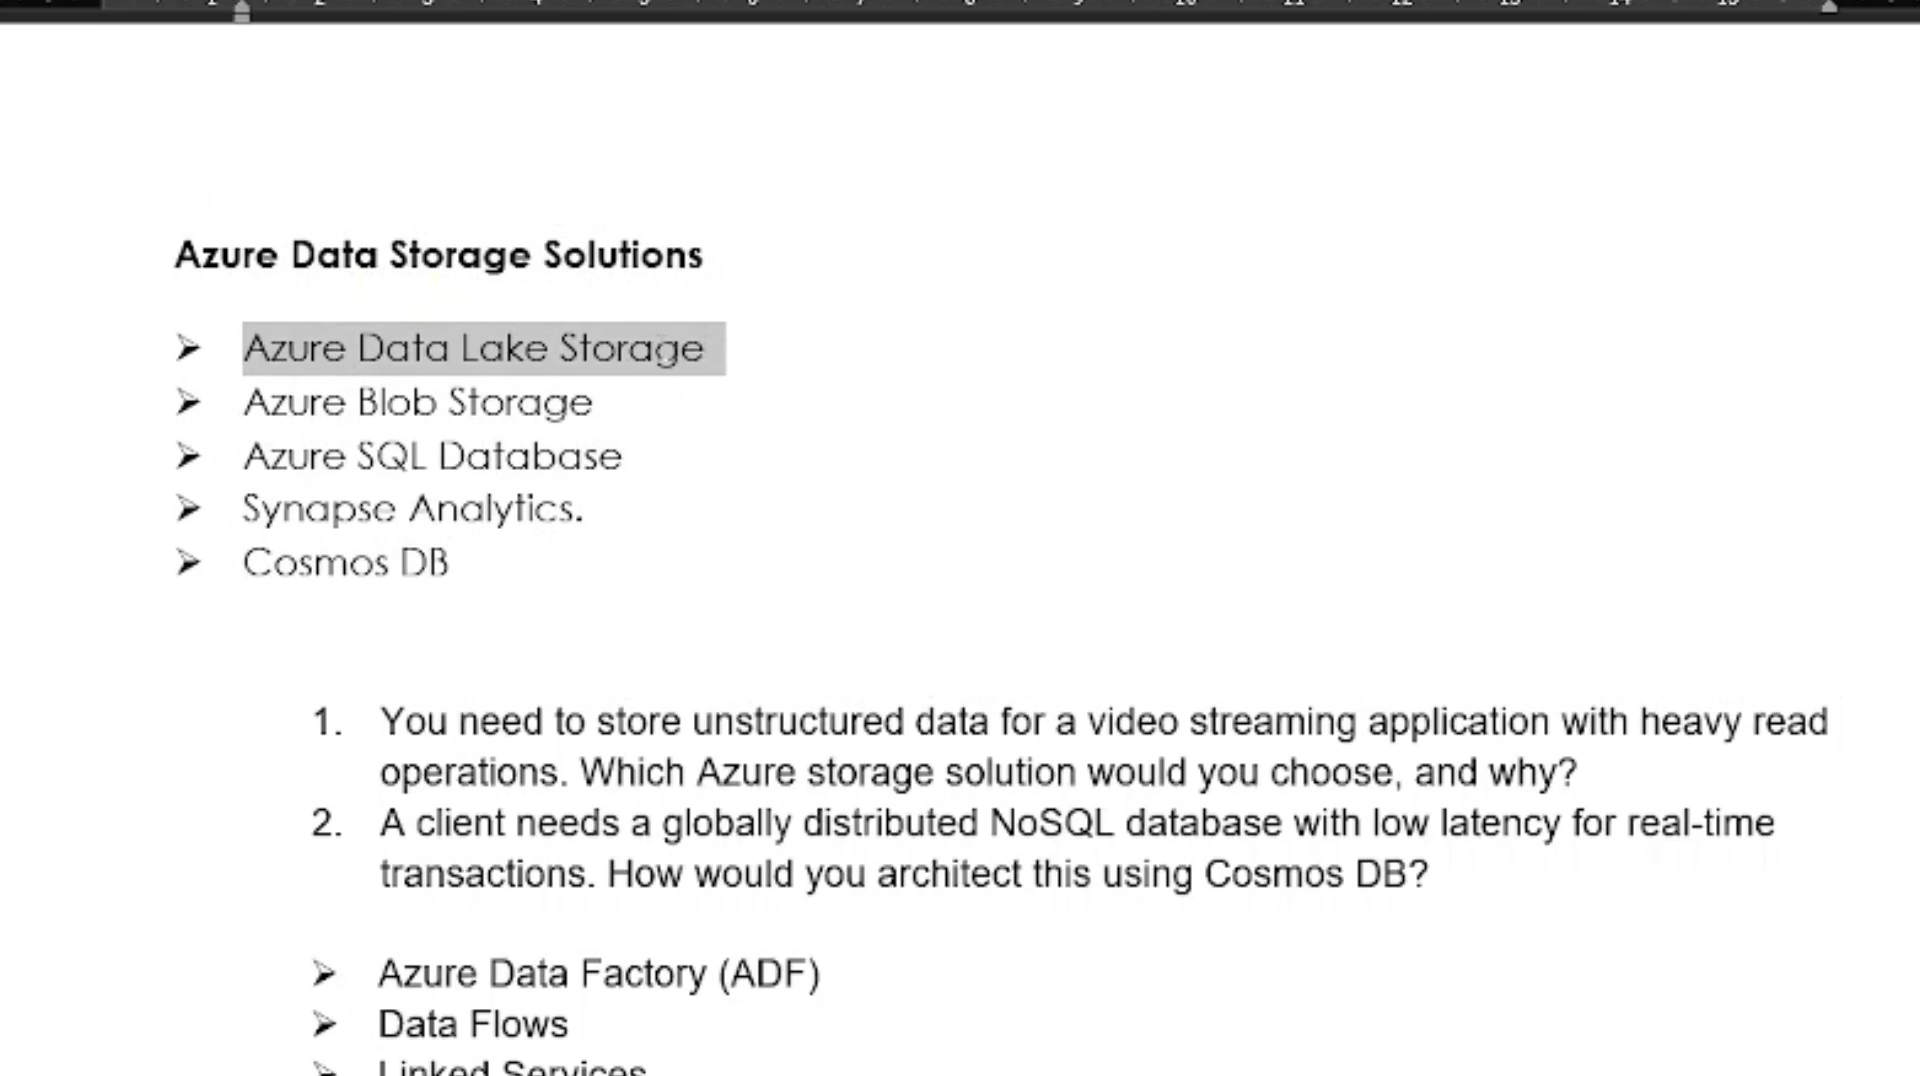 Azure Data Storage Solutions
➢ Azure Data Lake Storage
➢ Azure Blob Storage
➢ Azure SQL Database
➢ Synapse Analytics.
➢ Cosmos DB
1. You need to store unstructured data for a video streaming application with heavy read
operations. Which Azure storage solution would you choose, and why?
2. A client needs a globally distributed NoSQL database with low latency for real-time
transactions. How would you architect this using Cosmos DB?
➢ Azure Data Factory (ADF)
➢ Data Flows
➢ Linked Services